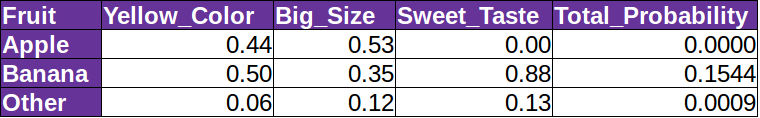 Fruit Yellow_Color Big_Size Sweet_Taste Total_Probability
Apple 0.44 0.53 0.00 0.0000
Banana 0.50 0.35 0.88 0.1544
Other 0.06 0.12 0.13 0.0009